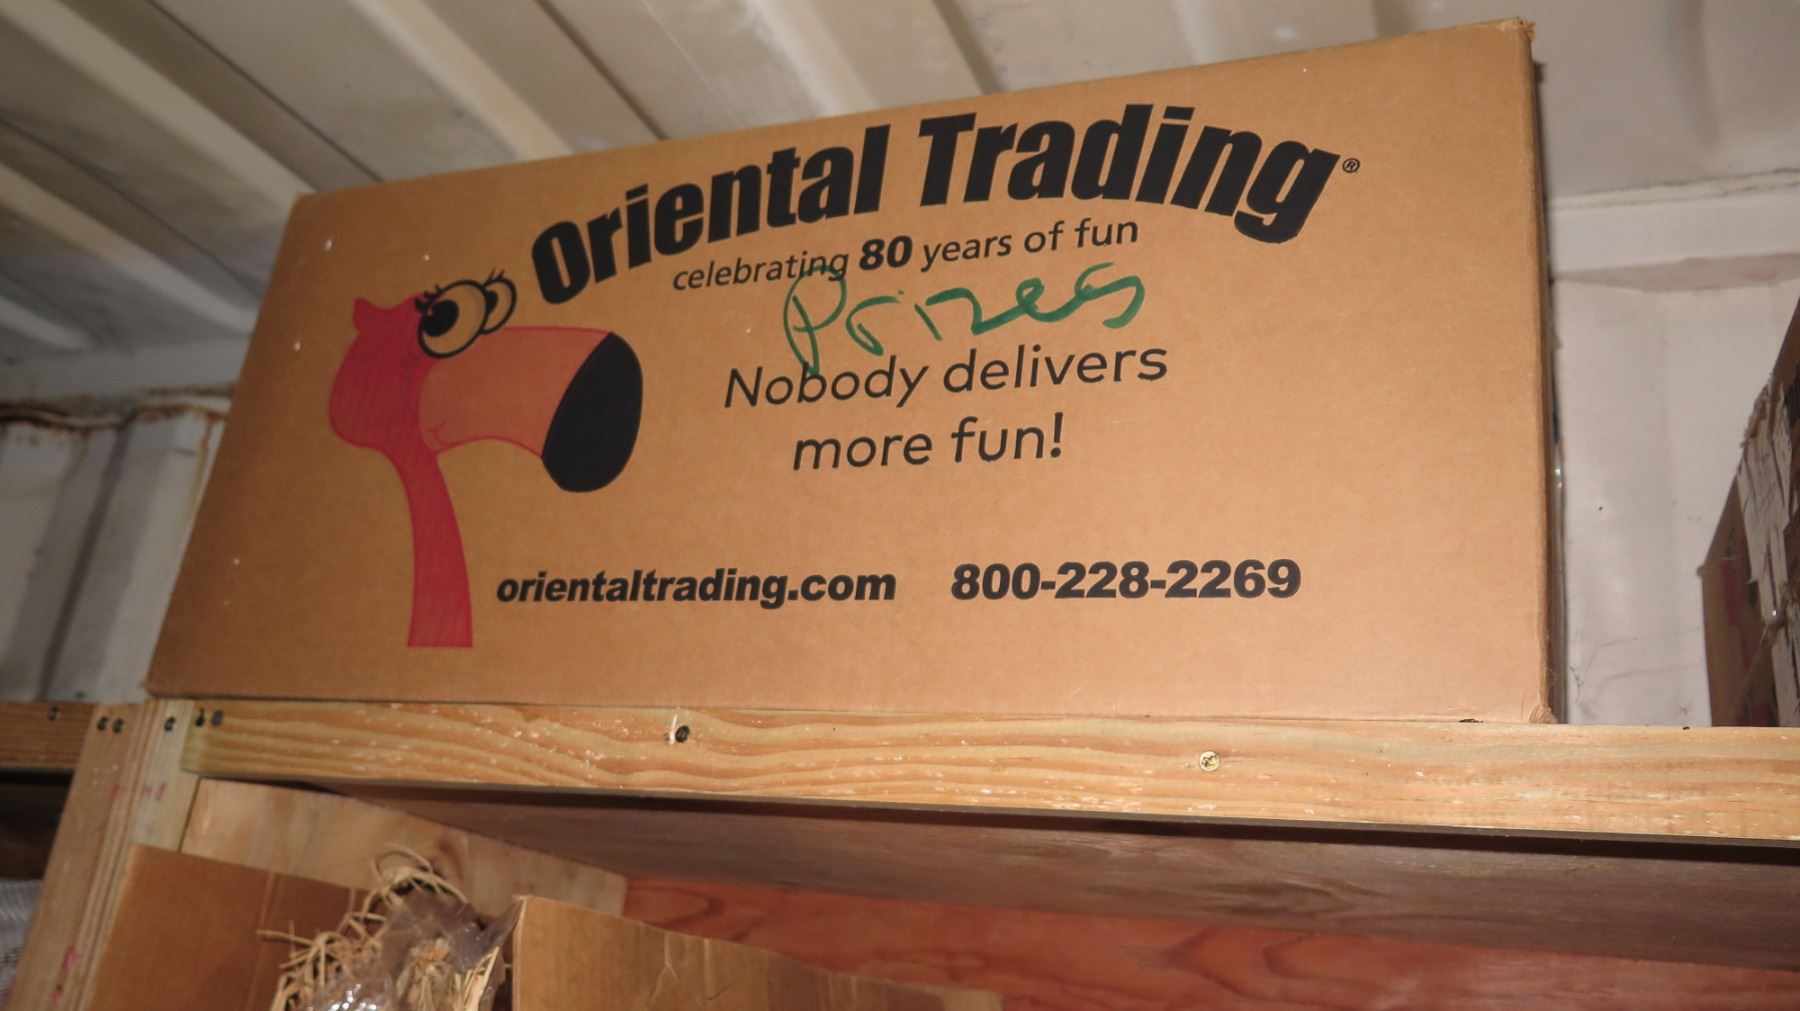 Oriental Trading®
celebrating 80 years of fun
Prizes
Nobody delivers
more fun!
orientaltrading.com 800-228-2269